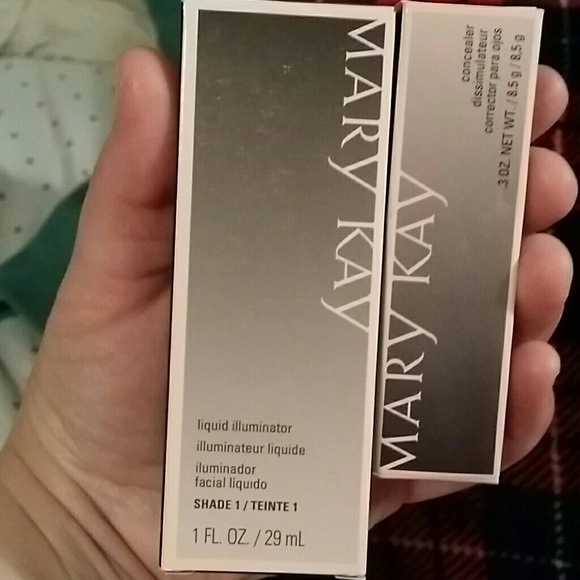 MARY KAY
liquid illuminator
illuminateur liquide
iluminador
facial líquido
SHADE 1 / TEINTE 1
1 FL. OZ. / 29 mL
MARY KAY
concealer
dissimulateur
corrector para ojos
.3 OZ. NET WT. / 8.5 g / 8,5 g